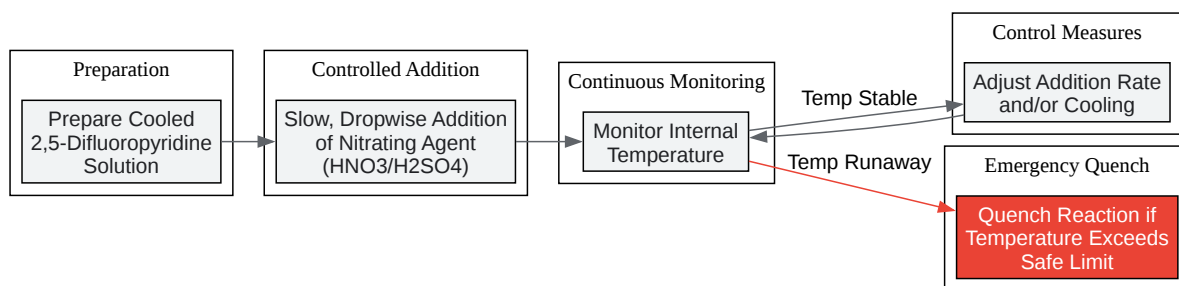 Preparation
Prepare Cooled
2,5-Difluoropyridine
Solution
Controlled Addition
Slow, Dropwise Addition
of Nitrating Agent
(HNO3/H2SO4)
Continuous Monitoring
Monitor Internal
Temperature
Temp Stable
Temp Runaway
Control Measures
Adjust Addition Rate
and/or Cooling
Emergency Quench
Quench Reaction if
Temperature Exceeds
Safe Limit